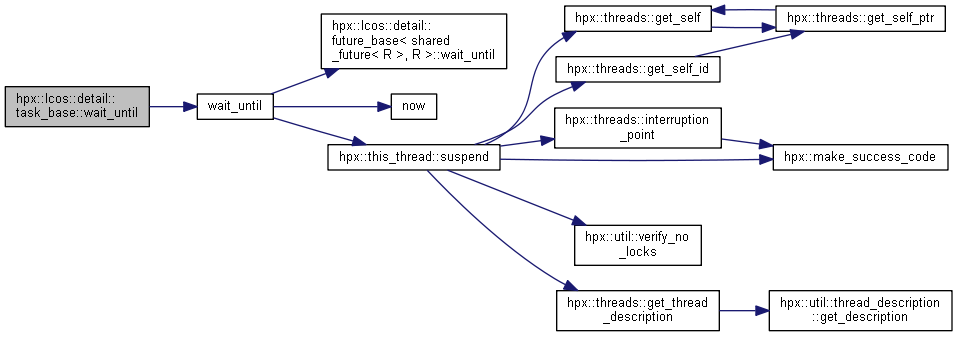 hpx::lcos::detail::
task_base::wait_until
wait_until
hpx::lcos::detail::
future_base< shared
_future< R >, R >::wait_until
now
hpx::this_thread::suspend
hpx::threads::get_self
hpx::threads::get_self_ptr
hpx::threads::get_self_id
hpx::threads::interruption
_point
hpx::make_success_code
hpx::util::verify_no
_locks
hpx::threads::get_thread
_description
hpx::util::thread_description
::get_description